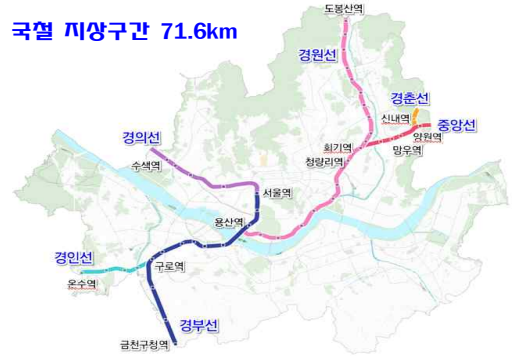 국철 지상구간 71.6km
도봉산역
경원선
경춘선
신내역
중앙선
양원역
회기역
망우역
청량리역
경의선
수색역
서울역
용산역
경인선
구로역
온수역
경부선
금천구청역